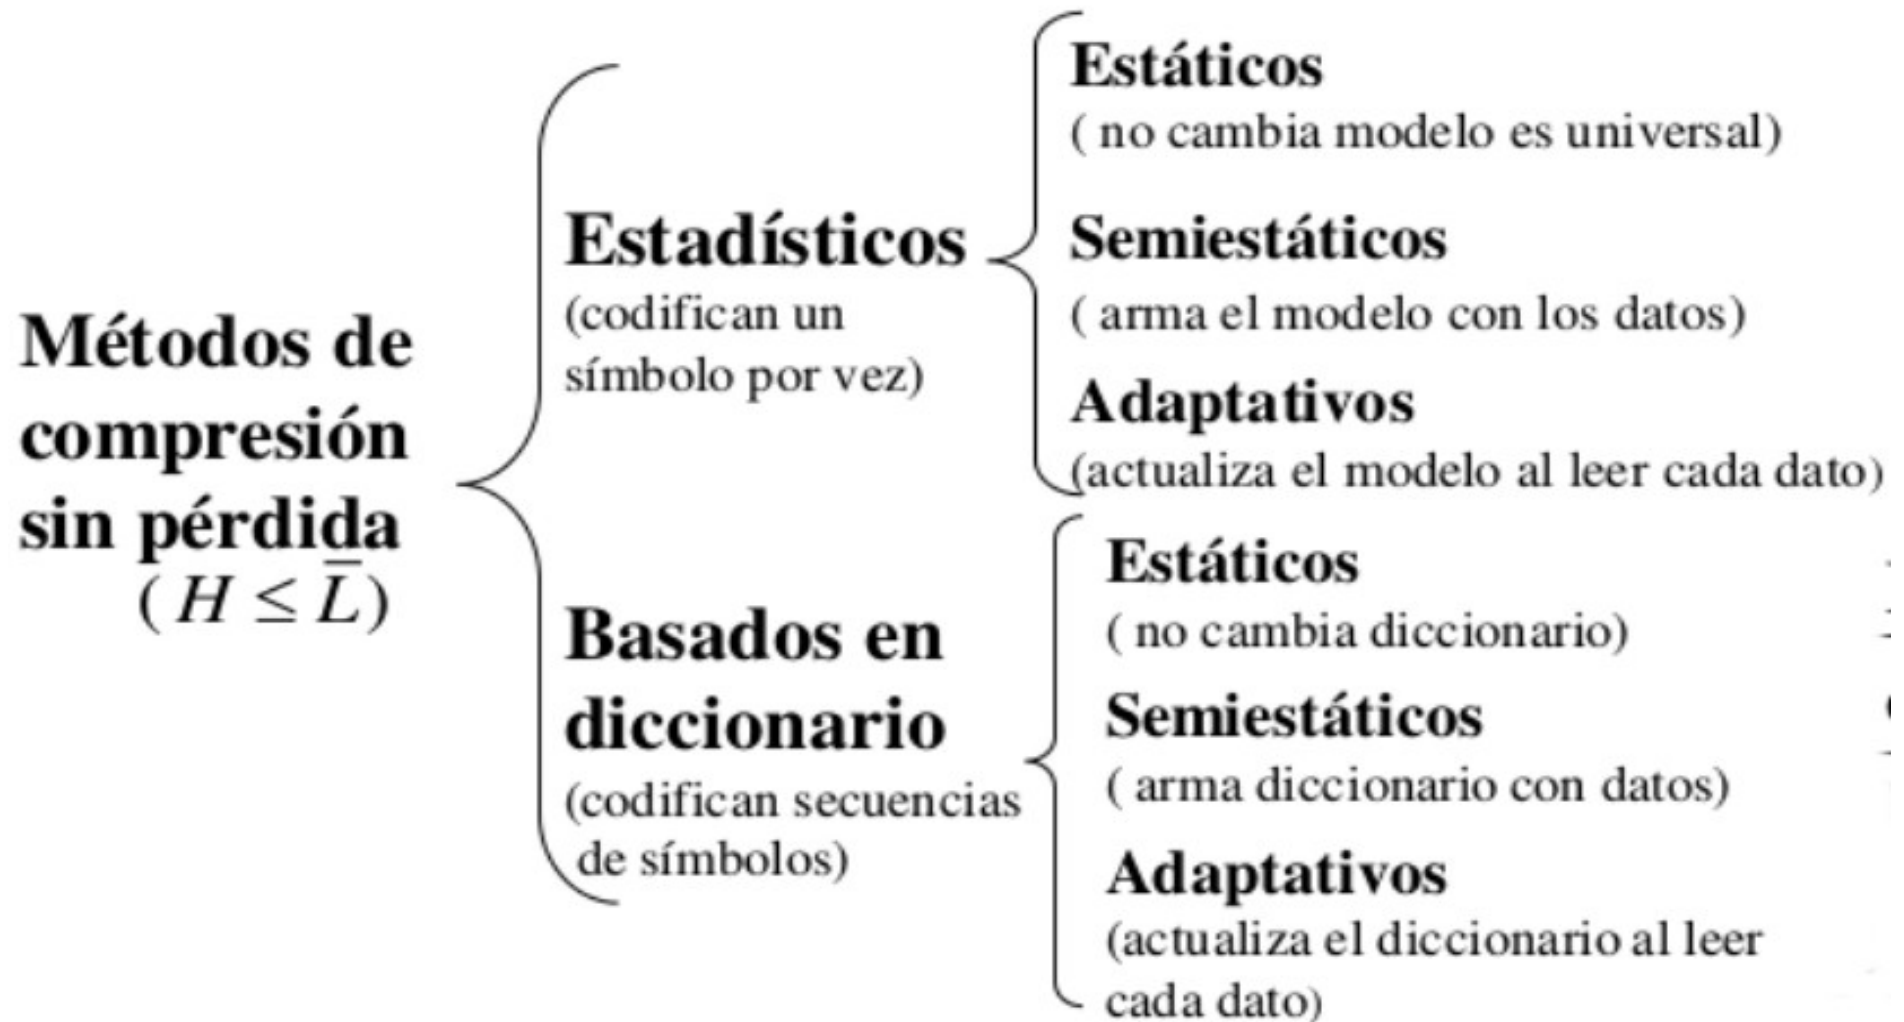 Métodos de
compresión
sin pérdida
( H ≤ L̅ )
Estadísticos
(codifican un
símbolo por vez)
Estáticos
( no cambia modelo es universal)
Semiestáticos
( arma el modelo con los datos)
Adaptativos
(actualiza el modelo al leer cada dato)
Basados en
diccionario
(codifican secuencias
de símbolos)
Estáticos
( no cambia diccionario)
Semiestáticos
( arma diccionario con datos)
Adaptativos
(actualiza el diccionario al leer
cada dato)